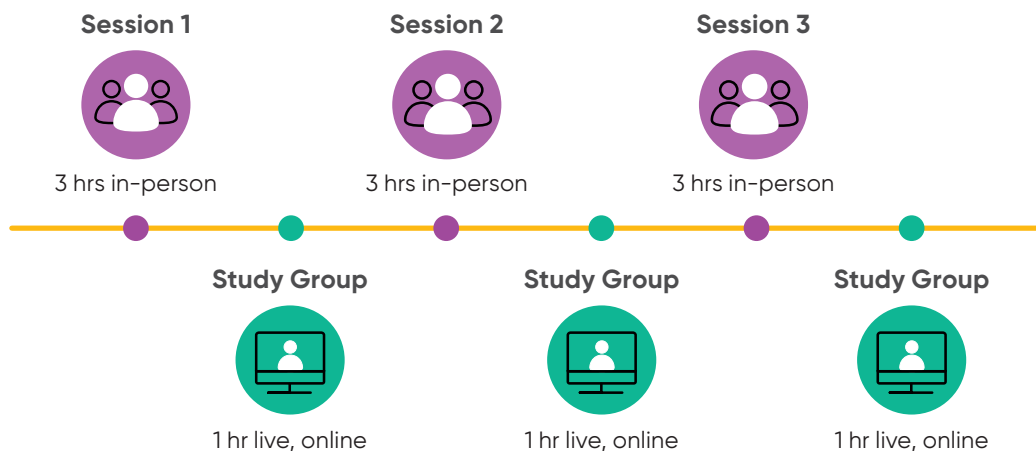 Session 1
3 hrs in-person
Session 2
3 hrs in-person
Session 3
3 hrs in-person
Study Group
1 hr live, online
Study Group
1 hr live, online
Study Group
1 hr live, online